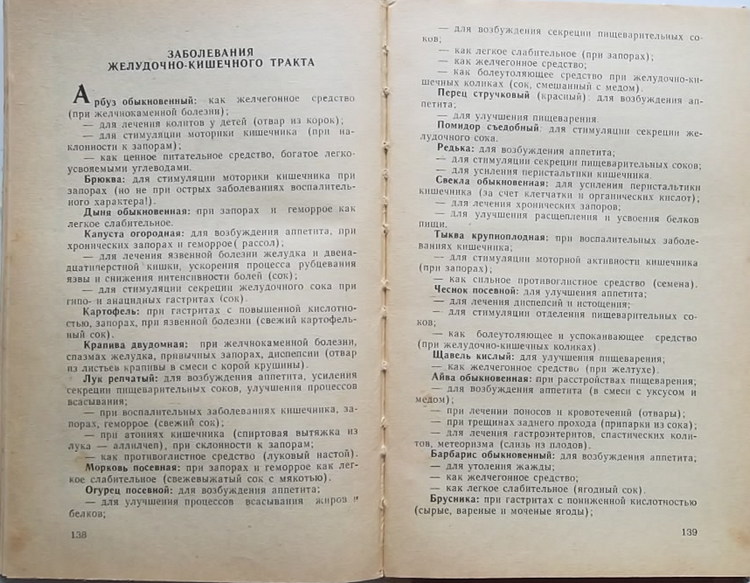 ЗАБОЛЕВАНИЯ
ЖЕЛУДОЧНО-КИШЕЧНОГО ТРАКТА
Арбуз обыкновенный: как желчегонное средство
(при желчнокаменной болезни);
— для лечения колитов у детей (отвар из корок);
— для стимуляции моторики кишечника (при на-
клонности к запорам);
— как ценное питательное средство, богатое легко-
усвояемыми углеводами.
Брюква: для стимуляции моторики кишечника при
запорах (но не при острых заболеваниях воспалитель-
ного характера!).
Дыня обыкновенная: при запорах и геморрое как
легкое слабительное.
Капуста огородная: для возбуждения аппетита, при
хронических запорах и геморрое( рассол);
— для лечения язвенной болезни желудка и двена-
дцатиперстной кишки, ускорения процесса рубцевания
язвы и снижения интенсивности болей (сок);
— для стимуляции секреции желудочного сока при
гипо- и анацидных гастритах (сок).
Картофель: при гастритах с повышенной кислотно-
стью, запорах, при язвенной болезни (свежий картофель-
ный сок).
Крапива двудомная: при желчнокаменной болезни,
спазмах желудка, привычных запорах, диспепсии (отвар
из листьев крапивы в смеси с корой крушины).
Лук репчатый: для возбуждения аппетита, усиления
секреции пищеварительных соков, улучшения процессов
всасывания;
— при воспалительных заболеваниях кишечника, за-
порах, геморрое (свежий сок);
— при атониях кишечника (спиртовая вытяжка из
лука — аллилчеп), при склонности к запорам;
— как противоглистное средство (луковый настой).
Морковь посевная: при запорах и геморрое как лег-
кое слабительное (свежевыжатый сок с мякотью).
Огурец посевной: для возбуждения аппетита;
— для улучшения процессов всасывания жиров и
белков;
138
— для возбуждения секреции пищеварительных со-
ков;
— как легкое слабительное (при запорах);
— как желчегонное средство;
— как болеутоляющее средство при желудочно-ки-
шечных коликах (сок, смешанный с медом).
Перец стручковый (красный): для возбуждения ап-
петита;
— для улучшения пищеварения.
Помидор съедобный: для стимуляции секреции же-
лудочного сока.
Редька: для возбуждения аппетита;
— для стимуляции секреции пищеварительных соков;
— для усиления перистальтики кишечника.
Свекла обыкновенная: для усиления перистальтики
кишечника (за счет клетчатки и органических кислот);
— для лечения хронических запоров;
— для улучшения расщепления и усвоения белков
пищи.
Тыква крупноплодная: при воспалительных заболе-
ваниях кишечника;
— для стимуляции моторной активности кишечника
(при запорах);
— как сильное противоглистное средство (семена).
Чеснок посевной: для улучшения аппетита;
— для лечения диспепсий и истощения;
— для стимуляции отделения пищеварительных со-
ков;
— как болеутоляющее и успокаивающее средство
(при желудочно-кишечных коликах).
Щавель кислый: для улучшения пищеварения;
— как желчегонное средство (при желтухе).
Айва обыкновенная: при расстройствах пищеварения;
— для возбуждения аппетита (в смеси с уксусом и
медом);
— при лечении поносов и кровотечений (отвары);
— при трещинах заднего прохода (припарки из сока);
— для лечения гастроэнтеритов, спастических коли-
тов, метеоризма (слизь из плодов).
Барбарис обыкновенный: для возбуждения аппетита;
— для утоления жажды;
— как желчегонное средство;
— как легкое слабительное (ягодный сок).
Брусника: при гастритах с пониженной кислотностью
(сырые, вареные и моченые ягоды);
139